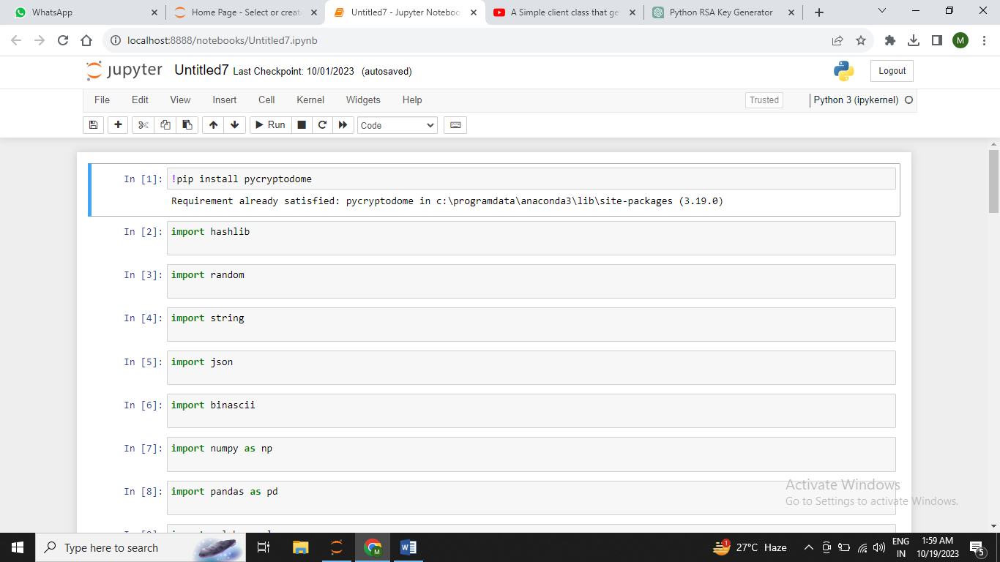 WhatsApp
Home Page - Select or creat
Untitled7 - Jupyter Noteboo
A Simple client class that ge
Python RSA Key Generator
localhost:8888/notebooks/Untitled7.ipynb
M
jupyter Untitled7 Last Checkpoint: 10/01/2023 (autosaved)
Logout
File Edit View Insert Cell Kernel Widgets Help
Trusted
Python 3 (ipykernel)
Run
Code
In [1]: !pip install pycryptodome
Requirement already satisfied: pycryptodome in c:\programdata\anaconda3\lib\site-packages (3.19.0)
In [2]: import hashlib
In [3]: import random
In [4]: import string
In [5]: import json
In [6]: import binascii
In [7]: import numpy as np
In [8]: import pandas as pd
Activate Windows
Go to Settings to activate Windows.
Type here to search
M
W
1
27°C Haze
ENG
IN
1:59 AM
10/19/2023
5